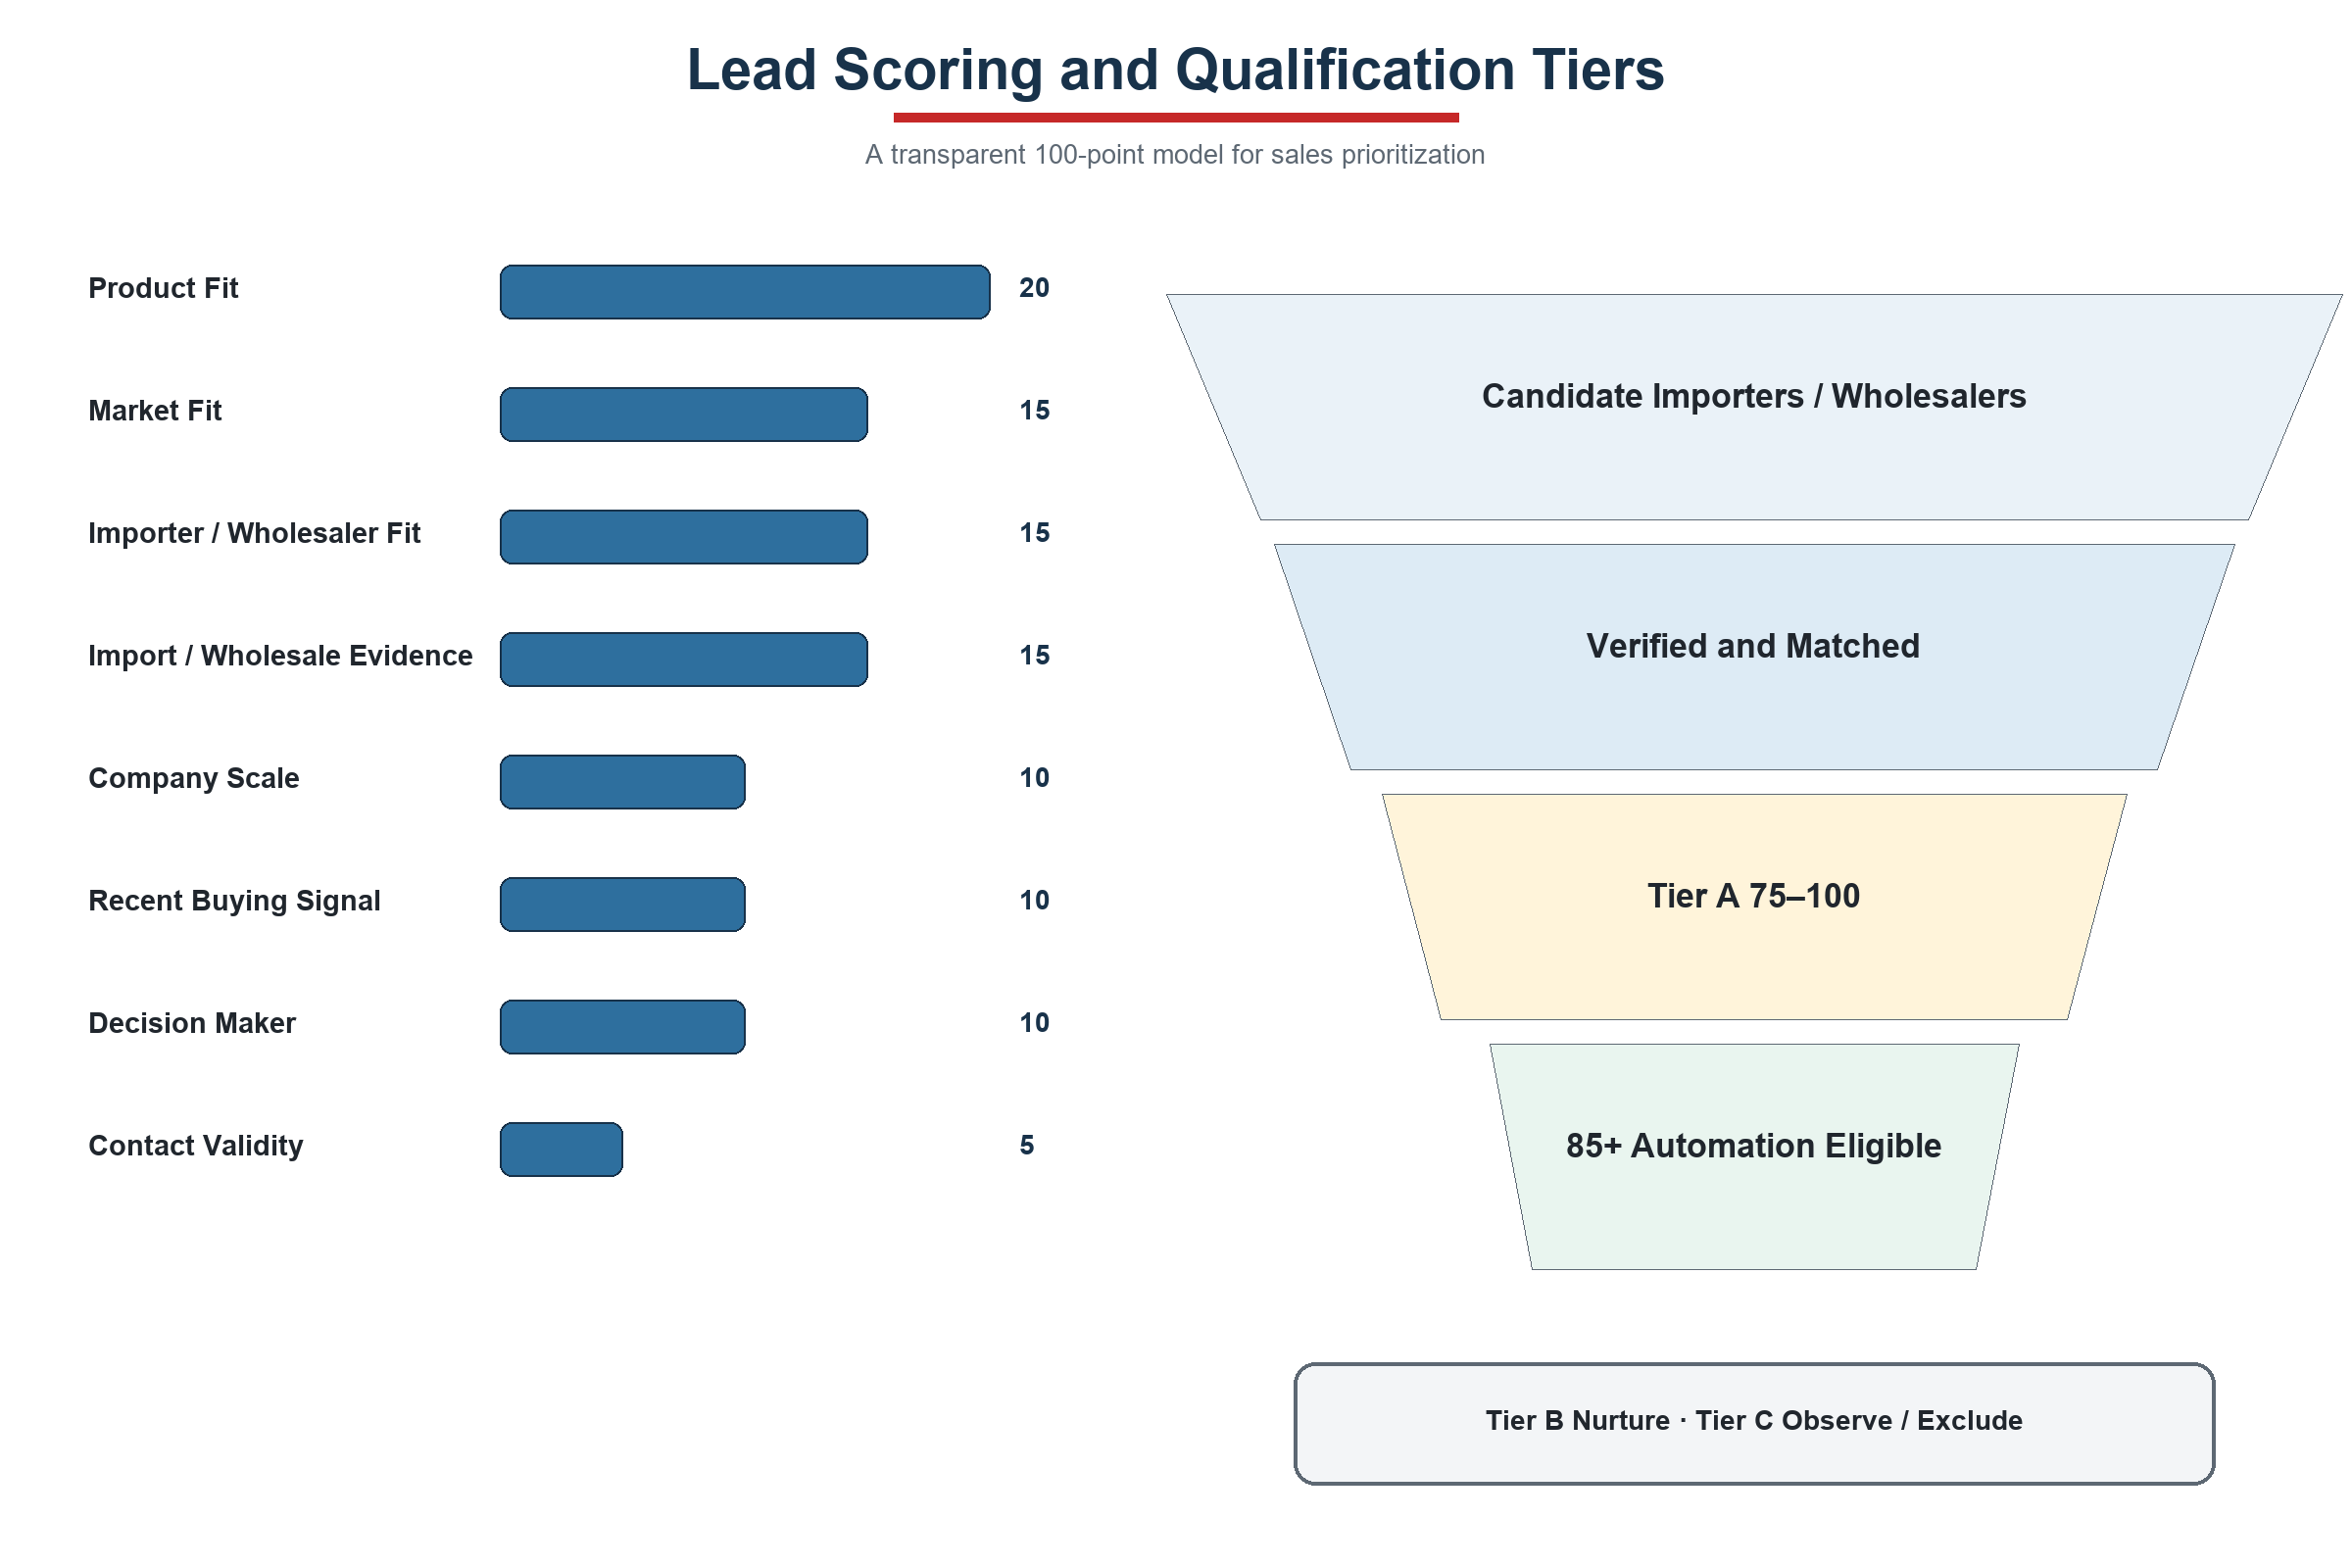 Lead Scoring and Qualification Tiers
A transparent 100-point model for sales prioritization
Product Fit 20
Market Fit 15
Importer / Wholesaler Fit 15
Import / Wholesale Evidence 15
Company Scale 10
Recent Buying Signal 10
Decision Maker 10
Contact Validity 5
Candidate Importers / Wholesalers
Verified and Matched
Tier A 75–100
85+ Automation Eligible
Tier B Nurture · Tier C Observe / Exclude